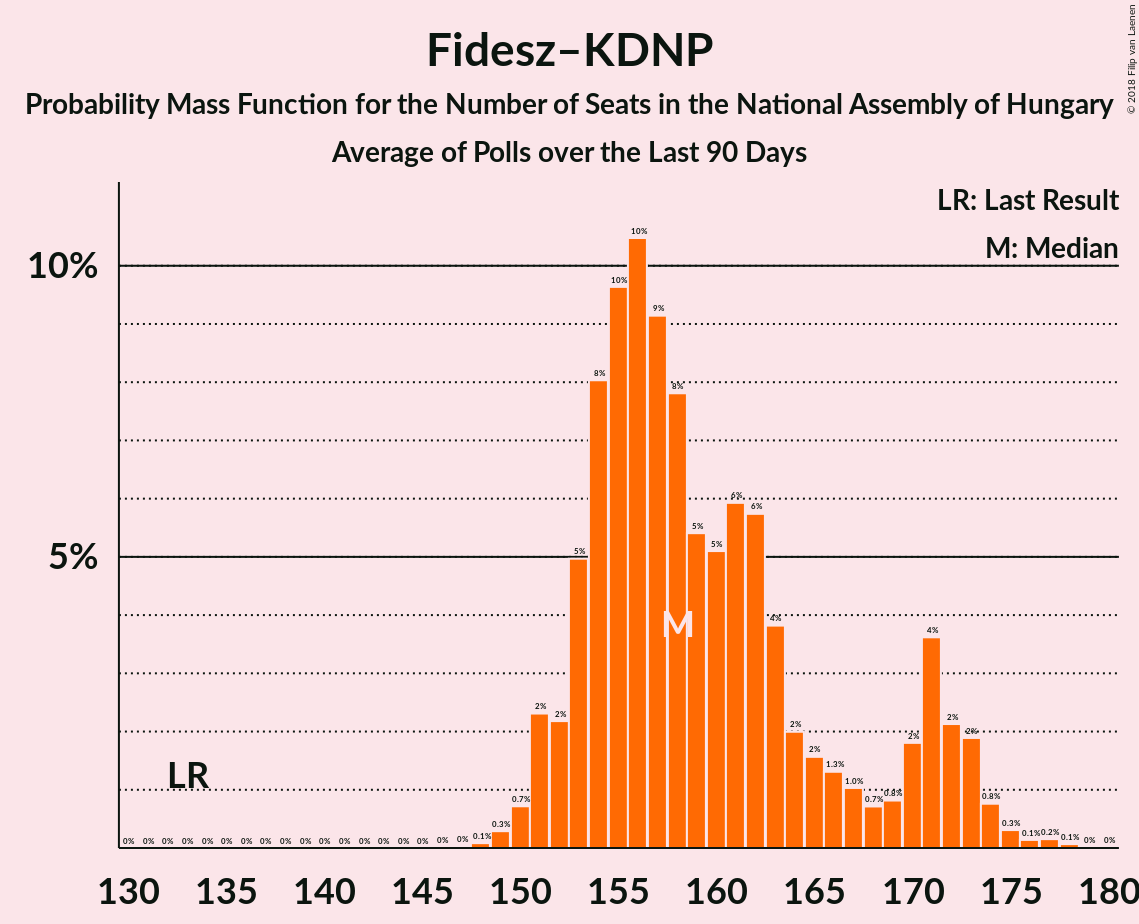 Fidesz–KDNP
Probability Mass Function for the Number of Seats in the National Assembly of Hungary
Average of Polls over the Last 90 Days
© 2018 Filip van Laenen
LR: Last Result
M: Median
10%
5%
0% 0% 0% 0% 0% 0% 0% 0% 0% 0% 0% 0% 0% 0% 0% 0% 0% 0% 0.1% 0.3% 0.7% 2% 2% 5% 8% 10% 10% 9% 8% 5% 5% 6% 6% 4% 2% 2% 1.3% 1.0% 0.7% 0.8% 2% 4% 2% 2% 0.8% 0.3% 0.1% 0.2% 0.1% 0% 0%
M
LR
130 135 140 145 150 155 160 165 170 175 180